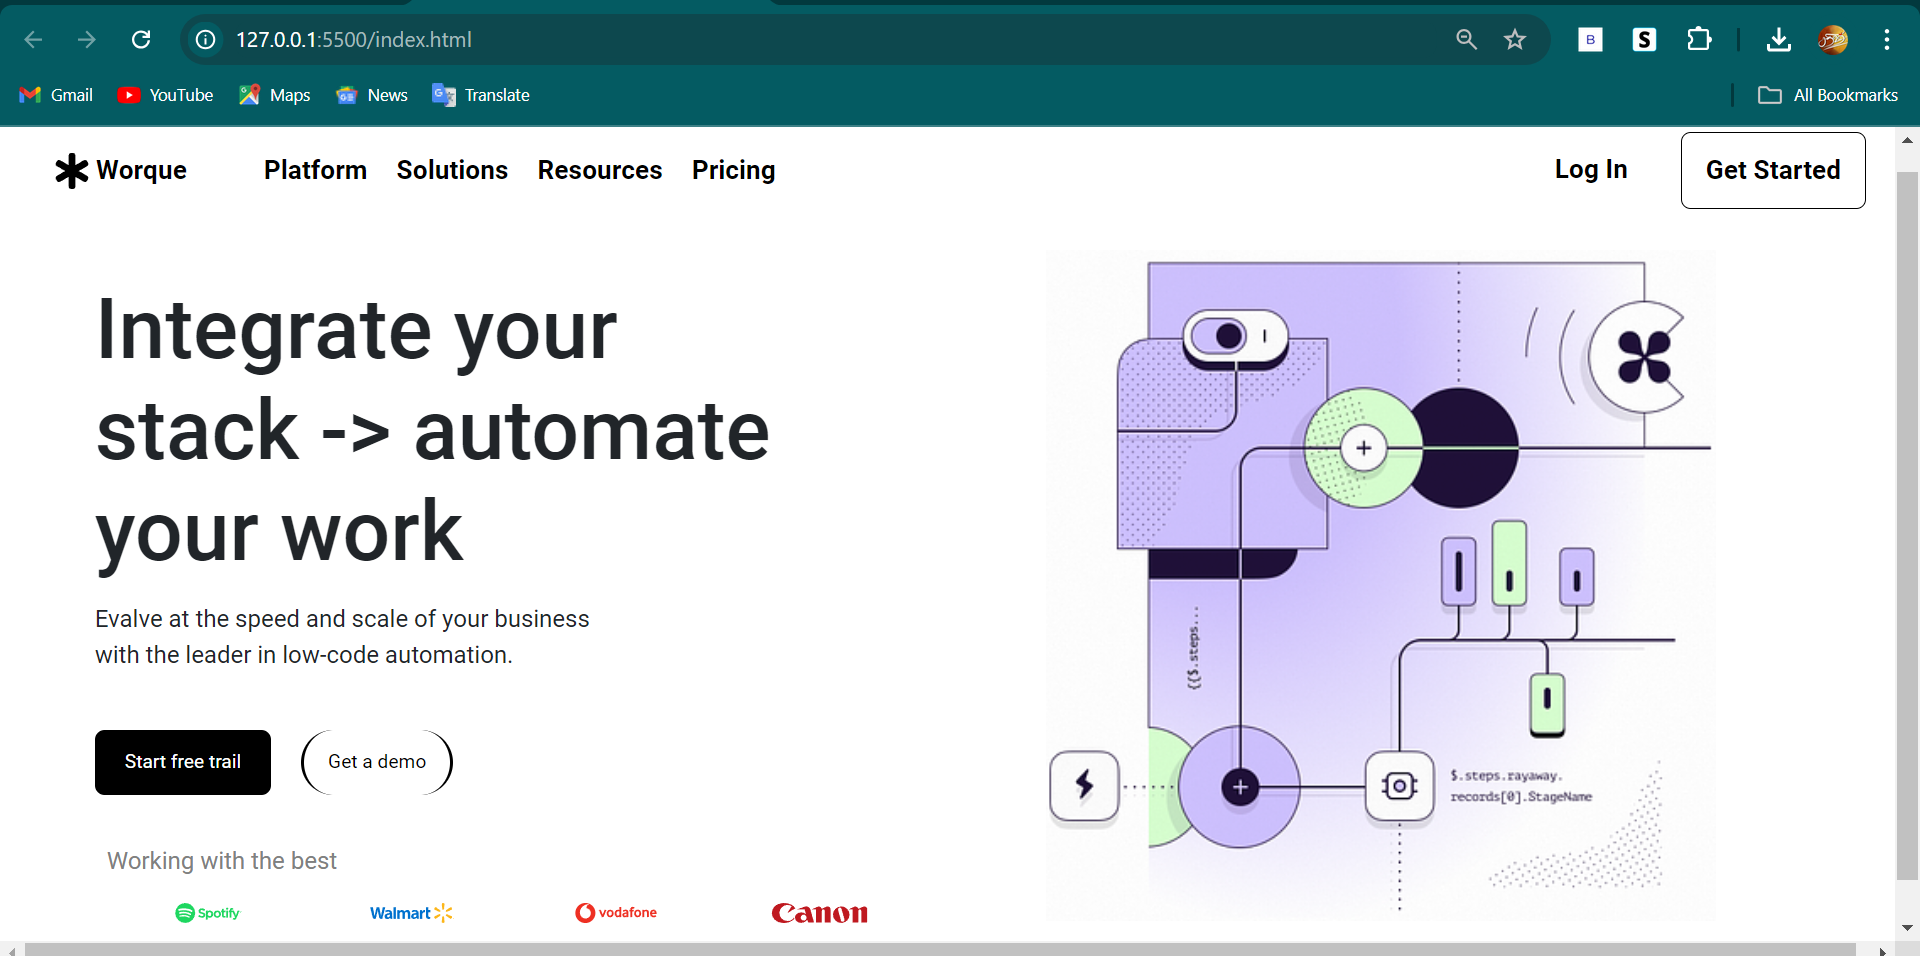 127.0.0.1:5500/index.html
B
S
Gmail
YouTube
Maps
News
Translate
All Bookmarks
Worque
Platform
Solutions
Resources
Pricing
Log In
Get Started
Integrate your
stack -> automate
your work
Evalve at the speed and scale of your business
with the leader in low-code automation.
Start free trail
Get a demo
Working with the best
Spotify
Walmart
vodafone
Canon
{{$.steps...
$.steps.rayaway.
records[0].StageName